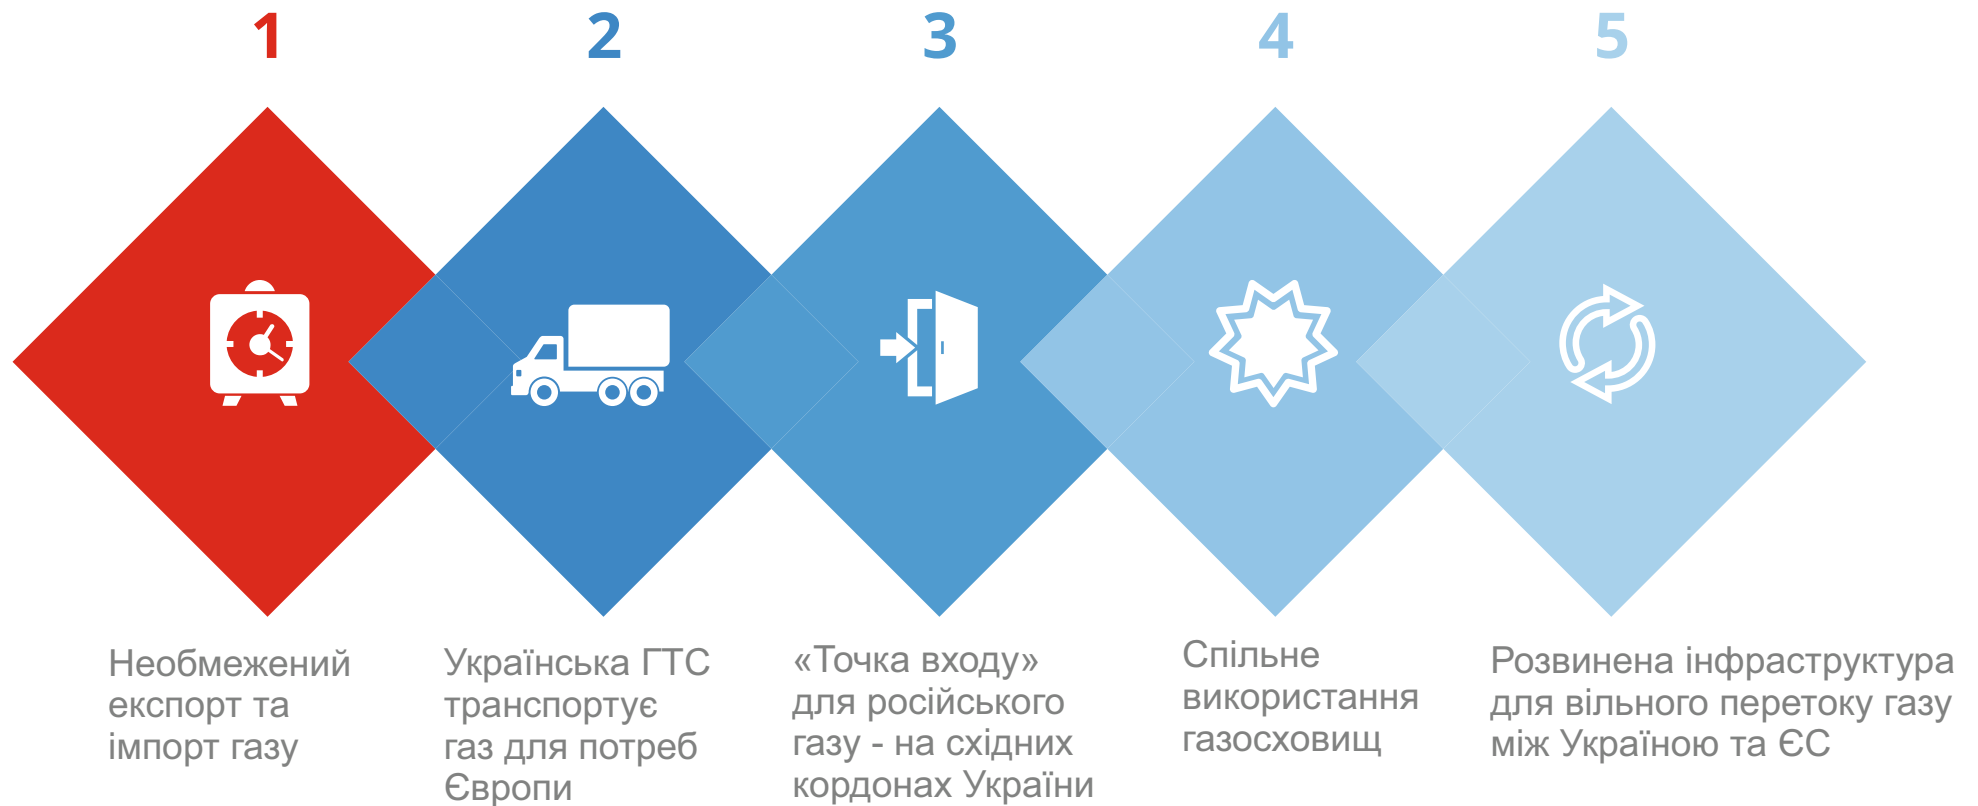 1
2
3
4
5
Необмежений
експорт та
імпорт газу
Українська ГТС
транспортує
газ для потреб
Європи
«Точка входу»
для російського
газу - на східних
кордонах України
Спільне
використання
газосховищ
Розвинена інфраструктура
для вільного перетоку газу
між Україною та ЄС